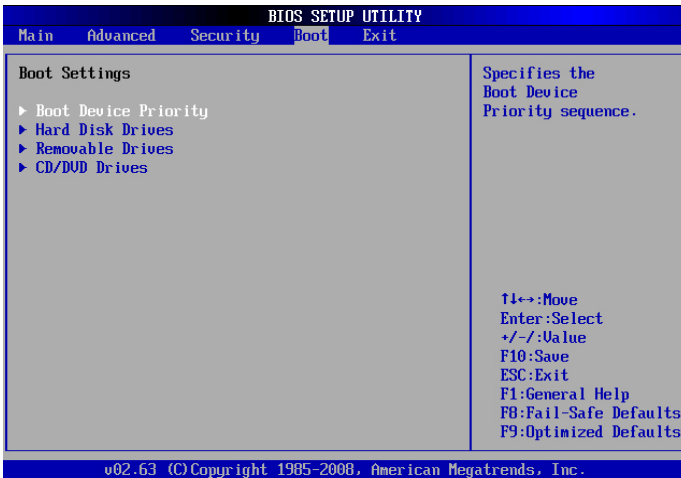 BIOS SETUP UTILITY
Main Advanced Security Boot Exit
Boot Settings
▶ Boot Device Priority
▶ Hard Disk Drives
▶ Removable Drives
▶ CD/DVD Drives
Specifies the
Boot Device
Priority sequence.
↑↓←→:Move
Enter:Select
+/-/:Value
F10:Save
ESC:Exit
F1:General Help
F8:Fail-Safe Defaults
F9:Optimized Defaults
v02.63 (C)Copyright 1985-2008, American Megatrends, Inc.